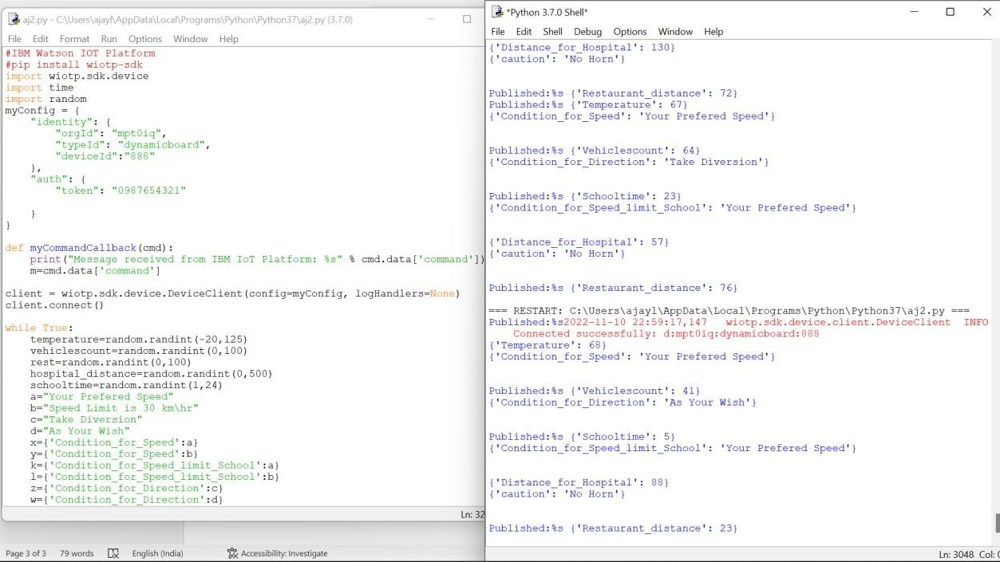 aj2.py - C:\Users\ajayl\AppData\Local\Programs\Python\Python37\aj2.py (3.7.0)
File Edit Format Run Options Window Help
#IBM Watson IOT Platform
#pip install wiotp-sdk
import wiotp.sdk.device
import time
import random
myConfig = {
    "identity": {
        "orgId": "mpt0iq",
        "typeId": "dynamicboard",
        "deviceId":"888"
    },
    "auth": {
        "token": "0987654321"
    }
}
def myCommandCallback(cmd):
    print("Message received from IBM IoT Platform: %s" % cmd.data['command'])
    m=cmd.data['command']
client = wiotp.sdk.device.DeviceClient(config=myConfig, logHandlers=None)
client.connect()
while True:
    temperature=random.randint(-20,125)
    vehiclescount=random.randint(0,100)
    rest=random.randint(0,100)
    hospital_distance=random.randint(0,500)
    schooltime=random.randint(1,24)
    a="Your Prefered Speed"
    b="Speed Limit is 30 km\hr"
    c="Take Diversion"
    d="As Your Wish"
    x={'Condition_for_Speed':a}
    y={'Condition_for_Speed':b}
    k={'Condition_for_Speed_limit_School':a}
    l={'Condition_for_Speed_limit_School':b}
    z={'Condition_for_Direction':c}
    w={'Condition_for_Direction':d}
Ln: 32
Page 3 of 3 79 words English (India) Accessibility: Investigate
*Python 3.7.0 Shell*
File Edit Shell Debug Options Window Help
{'Distance_for_Hospital': 130}
{'caution': 'No Horn'}
Published:%s {'Restaurant_distance': 72}
Published:%s {'Temperature': 67}
{'Condition_for_Speed': 'Your Prefered Speed'}
Published:%s {'Vehiclescount': 64}
{'Condition_for_Direction': 'Take Diversion'}
Published:%s {'Schooltime': 23}
{'Condition_for_Speed_limit_School': 'Your Prefered Speed'}
{'Distance_for_Hospital': 57}
{'caution': 'No Horn'}
Published:%s {'Restaurant_distance': 76}
=== RESTART: C:\Users\ajayl\AppData\Local\Programs\Python\Python37\aj2.py ===
Published:%s2022-11-10 22:59:17,147   wiotp.sdk.device.client.DeviceClient  INFO
    Connected successfully: d:mpt0iq:dynamicboard:888
{'Temperature': 68}
{'Condition_for_Speed': 'Your Prefered Speed'}
Published:%s {'Vehiclescount': 41}
{'Condition_for_Direction': 'As Your Wish'}
Published:%s {'Schooltime': 5}
{'Condition_for_Speed_limit_School': 'Your Prefered Speed'}
{'Distance_for_Hospital': 88}
{'caution': 'No Horn'}
Published:%s {'Restaurant_distance': 23}
Ln: 3048 Col: